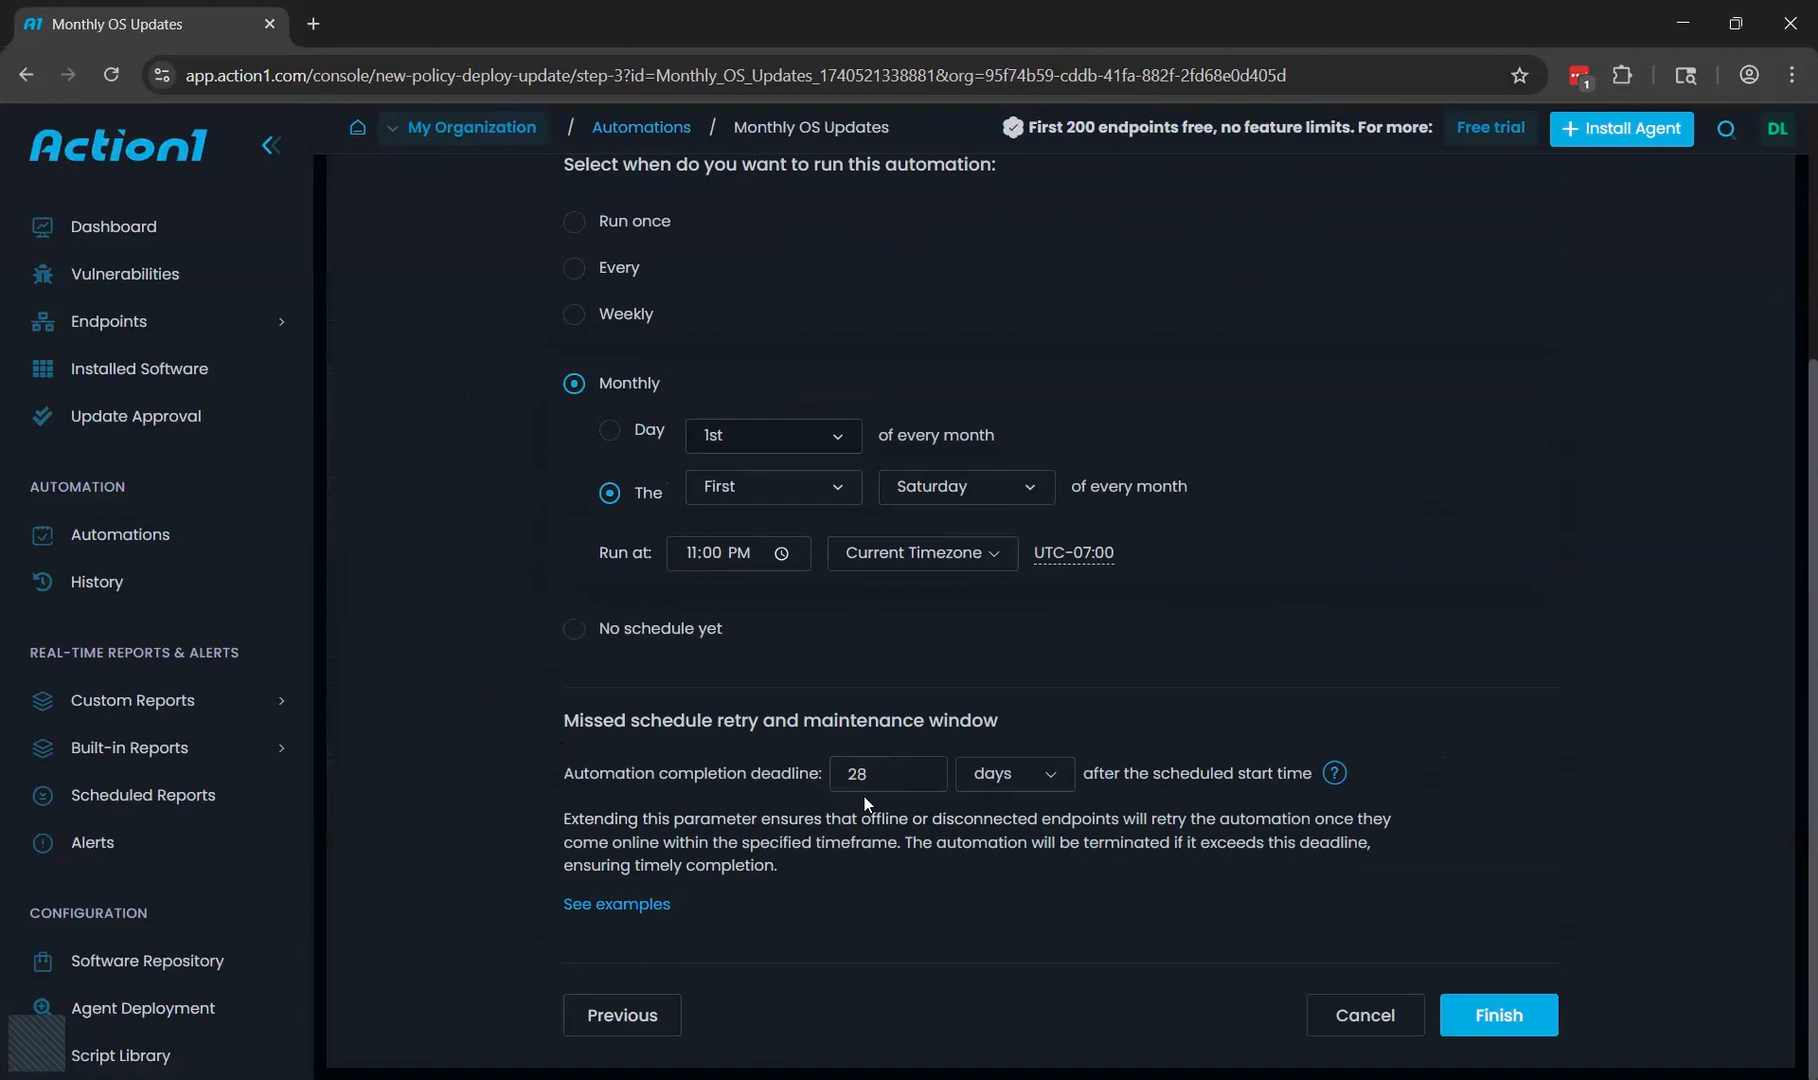 A1 Monthly OS Updates
app.action1.com/console/new-policy-deploy-update/step-3?id=Monthly_OS_Updates_1740521338881&org=95f74b59-cddb-41fa-882f-2fd68e0d405d
1
Action1
My Organization / Automations / Monthly OS Updates
First 200 endpoints free, no feature limits. For more: Free trial
+ Install Agent
DL
Dashboard
Vulnerabilities
Endpoints
Installed Software
Update Approval
AUTOMATION
Automations
History
REAL-TIME REPORTS & ALERTS
Custom Reports
Built-in Reports
Scheduled Reports
Alerts
CONFIGURATION
Software Repository
Agent Deployment
Script Library
Select when do you want to run this automation:
Run once
Every
Weekly
Monthly
Day 1st of every month
The First Saturday of every month
Run at: 11:00 PM Current Timezone UTC-07:00
No schedule yet
Missed schedule retry and maintenance window
Automation completion deadline: 28 days after the scheduled start time ?
Extending this parameter ensures that offline or disconnected endpoints will retry the automation once they
come online within the specified timeframe. The automation will be terminated if it exceeds this deadline,
ensuring timely completion.
See examples
Previous
Cancel
Finish